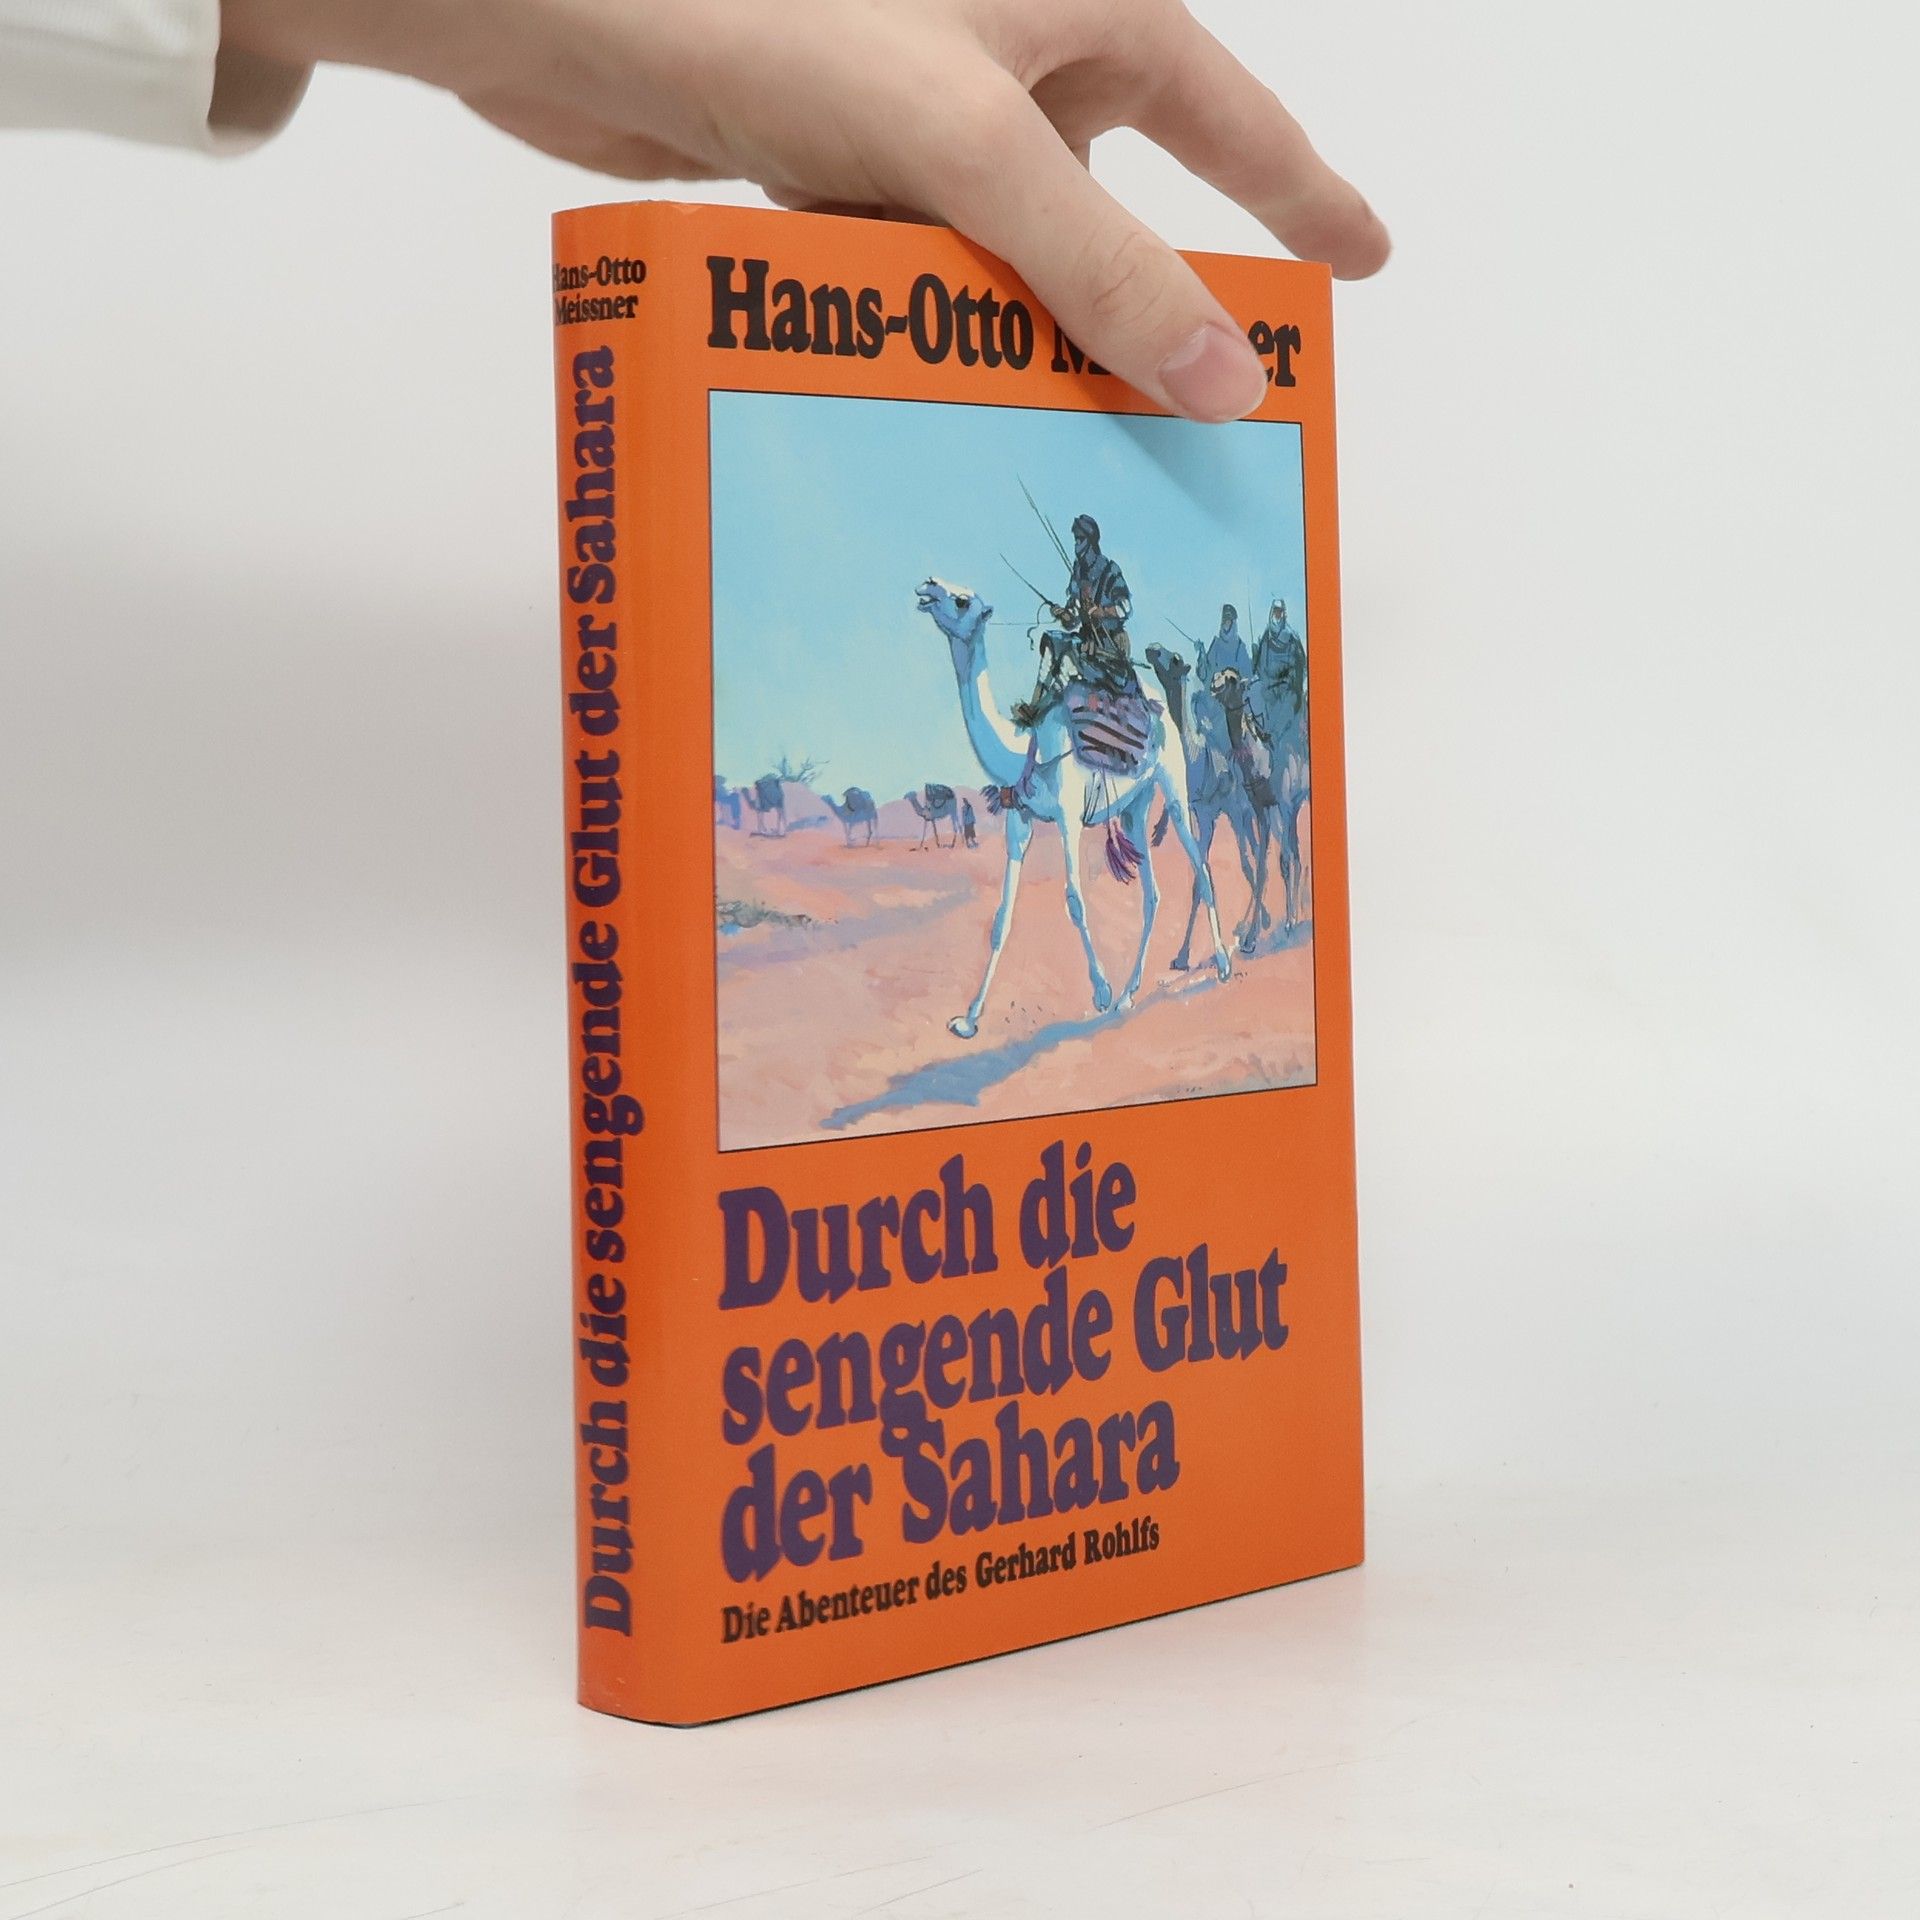 Hans-Otto
Meissner
Durch die sengende Glut der Sahara
Hans-Otto
Durch die
sengende Glut
der Sahara
Die Abenteuer des Gerhard Rohlfs